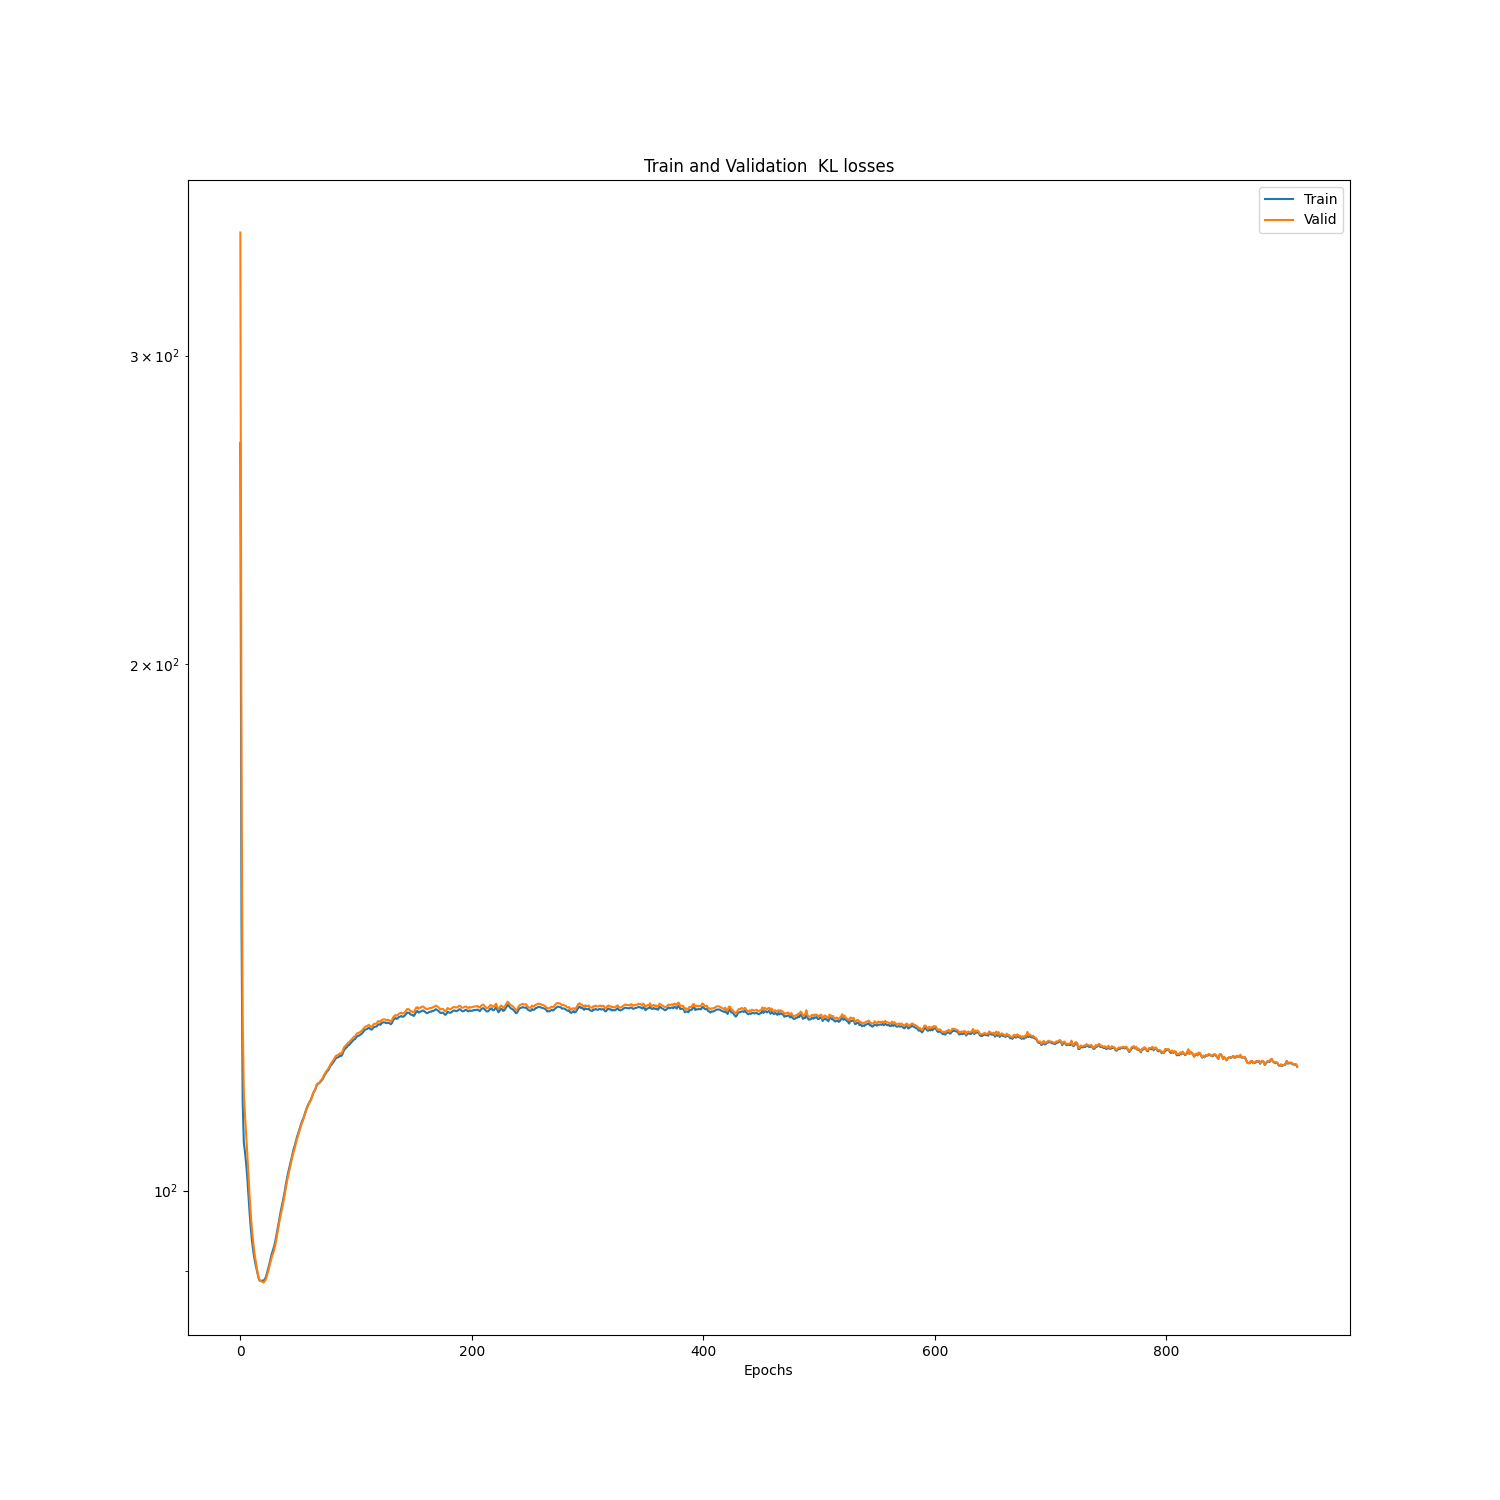 Train and Validation  KL losses
Train
Valid
3 × 10²
2 × 10²
10²
0 200 400 600 800
Epochs